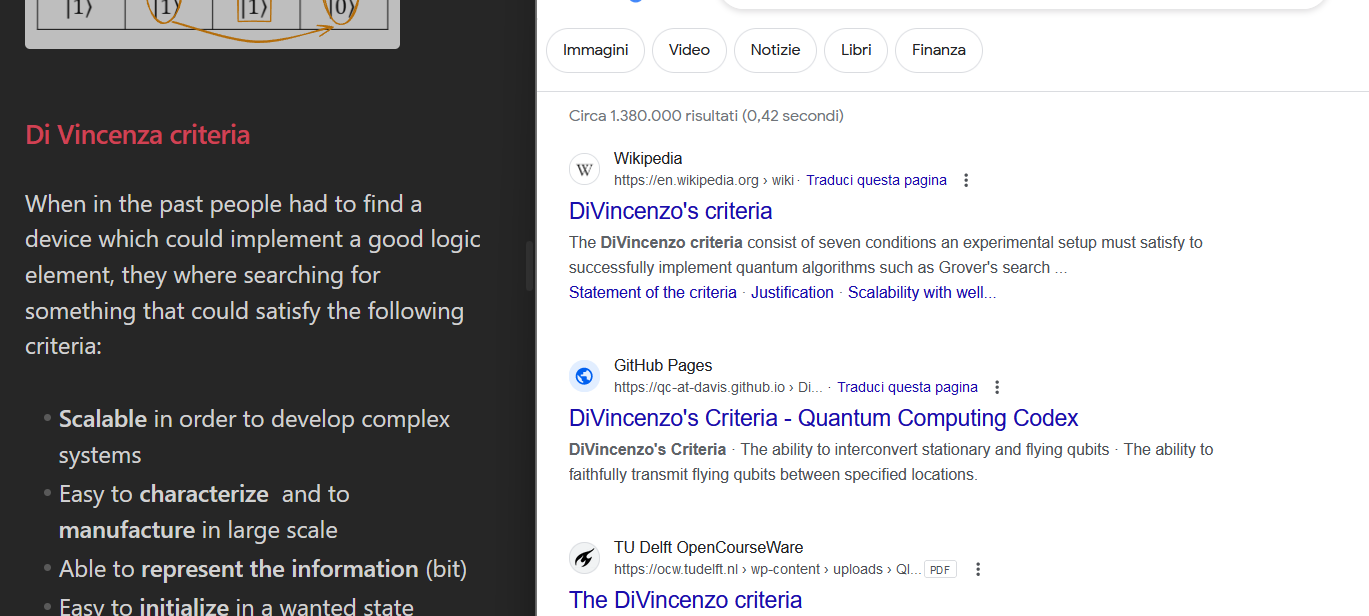 |1⟩ |1⟩ |1⟩ |0⟩
Di Vincenza criteria
When in the past people had to find a
device which could implement a good logic
element, they where searching for
something that could satisfy the following
criteria:
• Scalable in order to develop complex
systems
• Easy to characterize and to
manufacture in large scale
• Able to represent the information (bit)
• Easy to initialize in a wanted state
Immagini Video Notizie Libri Finanza
Circa 1.380.000 risultati (0,42 secondi)
W
Wikipedia
https://en.wikipedia.org › wiki · Traduci questa pagina
DiVincenzo's criteria
The DiVincenzo criteria consist of seven conditions an experimental setup must satisfy to
successfully implement quantum algorithms such as Grover's search ...
Statement of the criteria · Justification · Scalability with well...
GitHub Pages
https://qc-at-davis.github.io › Di... · Traduci questa pagina
DiVincenzo's Criteria - Quantum Computing Codex
DiVincenzo's Criteria · The ability to interconvert stationary and flying qubits · The ability to
faithfully transmit flying qubits between specified locations.
TU Delft OpenCourseWare
https://ocw.tudelft.nl › wp-content › uploads › QI... PDF
The DiVincenzo criteria